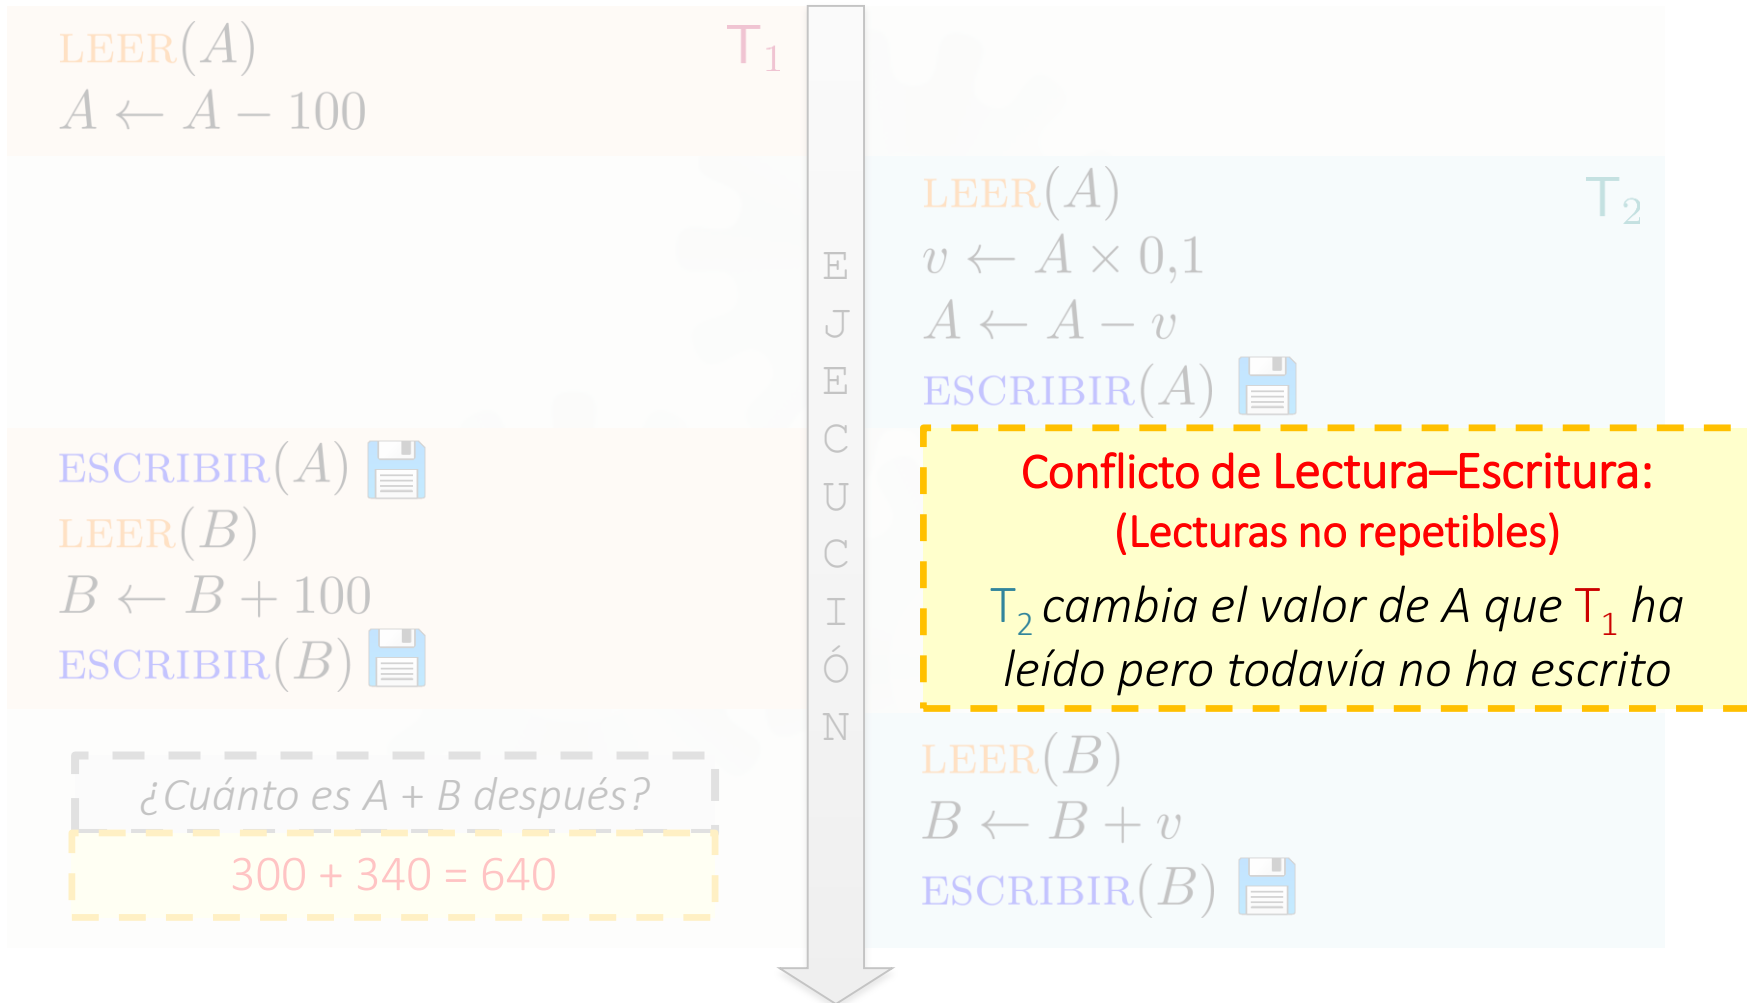 LEER(A)
A ← A − 100
T₁
LEER(A)
v ← A × 0,1
A ← A − v
ESCRIBIR(A)
T₂
EJECUCIÓN
ESCRIBIR(A)
LEER(B)
B ← B + 100
ESCRIBIR(B)
Conflicto de Lectura–Escritura:
(Lecturas no repetibles)
T₂ cambia el valor de A que T₁ ha
leído pero todavía no ha escrito
¿Cuánto es A + B después?
300 + 340 = 640
LEER(B)
B ← B + v
ESCRIBIR(B)